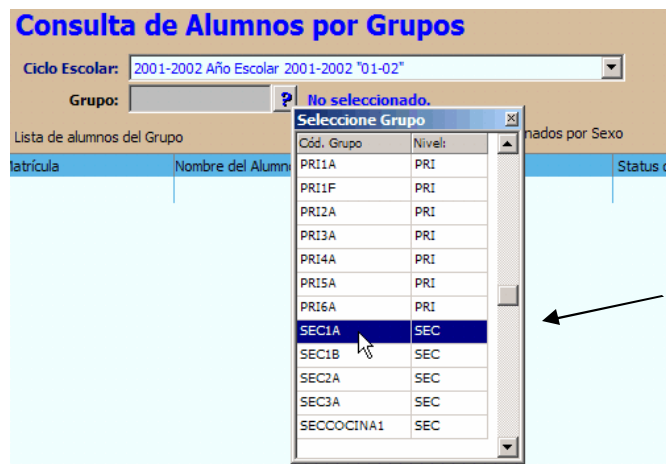 Consulta de Alumnos por Grupos
Ciclo Escolar: 2001-2002 Año Escolar 2001-2002 "01-02"
Grupo: ? No seleccionado.
Lista de alumnos del Grupo
nados por Sexo
latrícula Nombre del Alumn Status
Seleccione Grupo
Cód. Grupo Nivel:
PRI1A PRI
PRI1F PRI
PRI2A PRI
PRI3A PRI
PRI4A PRI
PRI5A PRI
PRI6A PRI
SEC1A SEC
SEC1B SEC
SEC2A SEC
SEC3A SEC
SECCOCINA1 SEC